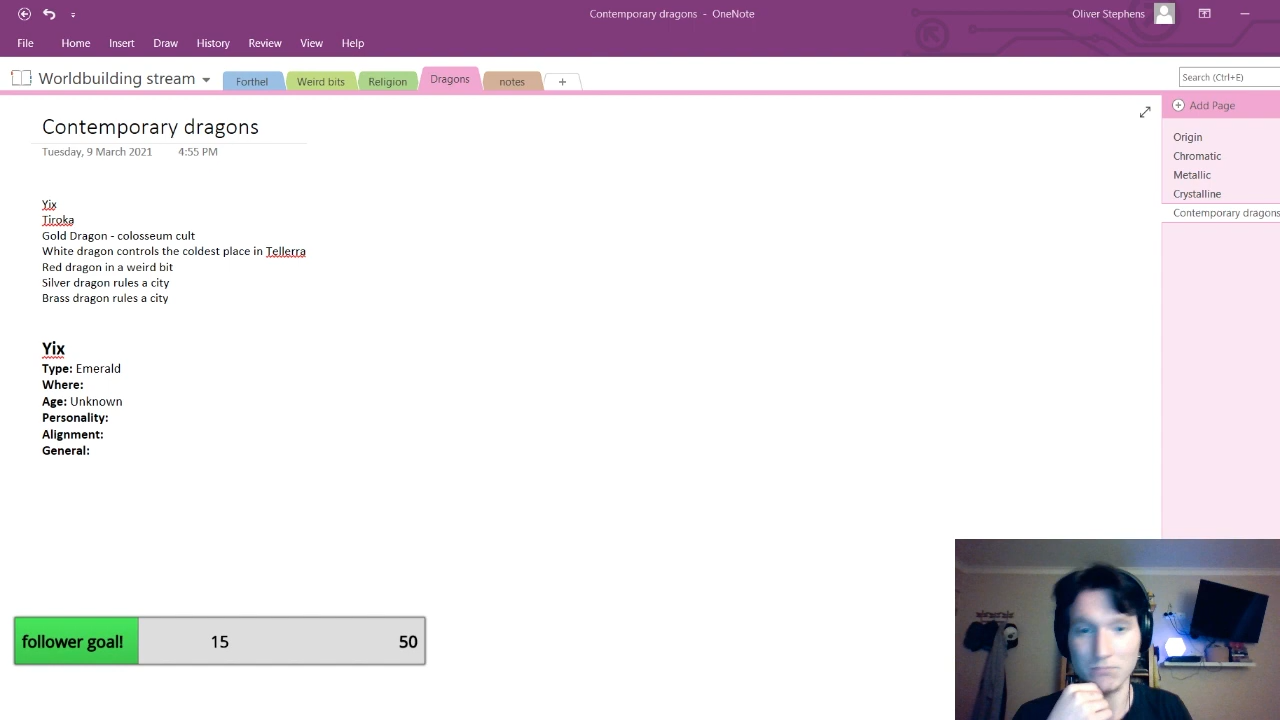 Contemporary dragons - OneNote
Oliver Stephens
File Home Insert Draw History Review View Help
Worldbuilding stream
Forthel Weird bits Religion Dragons notes +
Search (Ctrl+E)
Contemporary dragons
Tuesday, 9 March 2021 4:55 PM
Yix
Tiroka
Gold Dragon - colosseum cult
White dragon controls the coldest place in Tellerra
Red dragon in a weird bit
Silver dragon rules a city
Brass dragon rules a city
Yix
Type: Emerald
Where:
Age: Unknown
Personality:
Alignment:
General:
Add Page
Origin
Chromatic
Metallic
Crystalline
Contemporary dragons
follower goal! 15 50